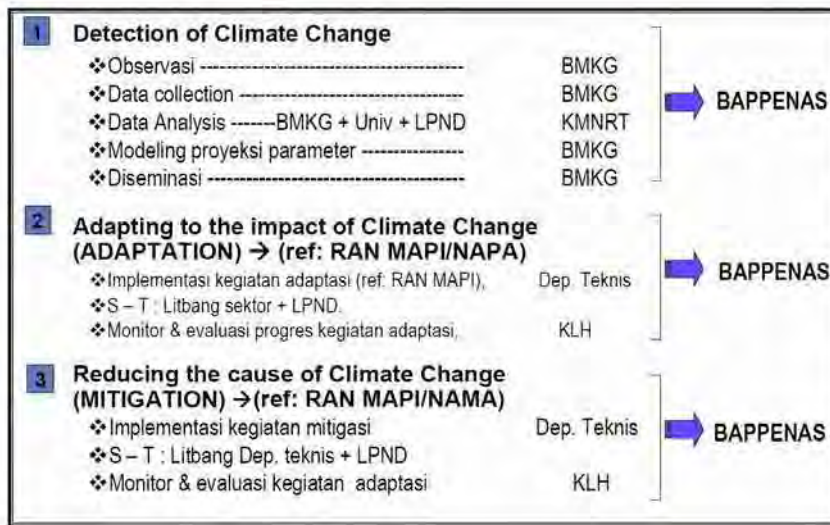 1 Detection of Climate Change
❖Observasi ---------------------------------------- BMKG
❖Data collection ---------------------------------- BMKG
❖Data Analysis -------BMKG + Univ + LPND KMNRT
❖Modeling proyeksi parameter --------------- BMKG
❖Diseminasi --------------------------------------- BMKG
BAPPENAS
2 Adapting to the impact of Climate Change
(ADAPTATION) → (ref: RAN MAPI/NAPA)
❖Implementasi kegiatan adaptasi (ref: RAN MAPI), Dep. Teknis
❖S – T : Litbang sektor + LPND.
❖Monitor & evaluasi progres kegiatan adaptasi, KLH
BAPPENAS
3 Reducing the cause of Climate Change
(MITIGATION) →(ref: RAN MAPI/NAMA)
❖Implementasi kegiatan mitigasi Dep. Teknis
❖S – T : Litbang Dep. teknis + LPND
❖Monitor & evaluasi kegiatan adaptasi KLH
BAPPENAS